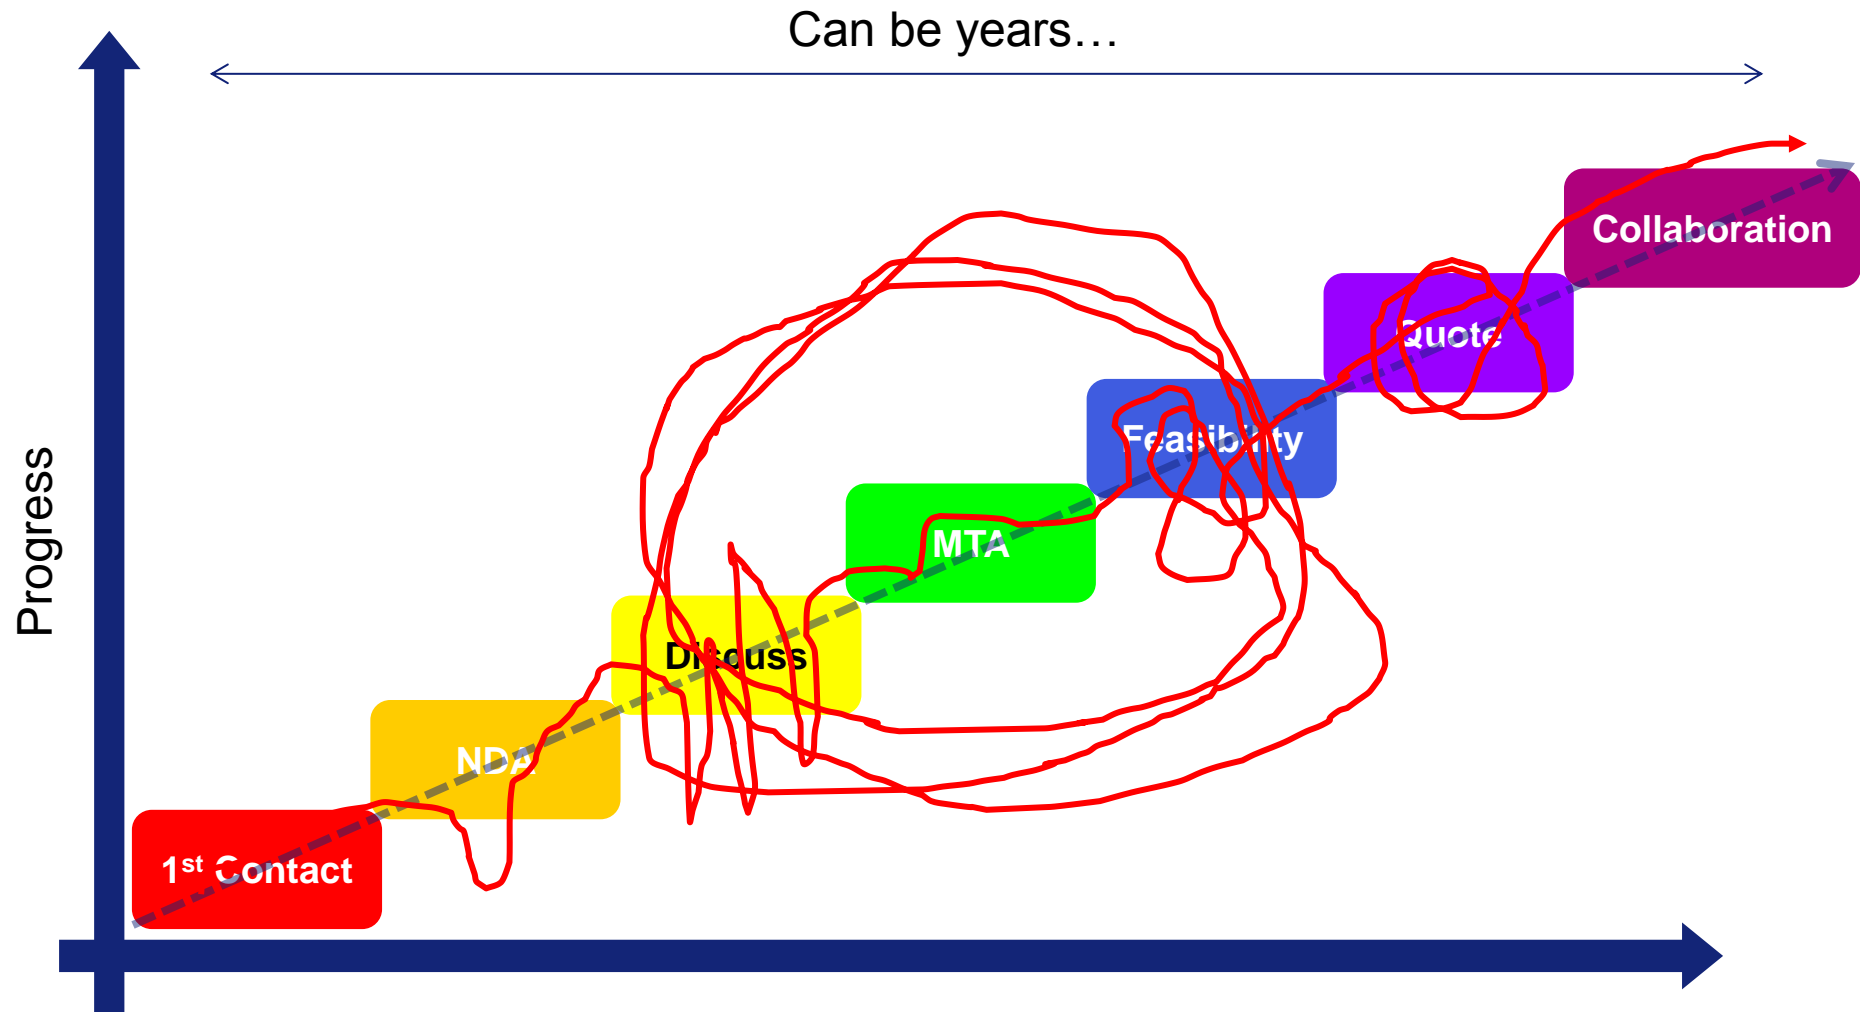 Can be years…
Progress
Collaboration
Quote
Feasibility
MTA
Discuss
NDA
1st Contact